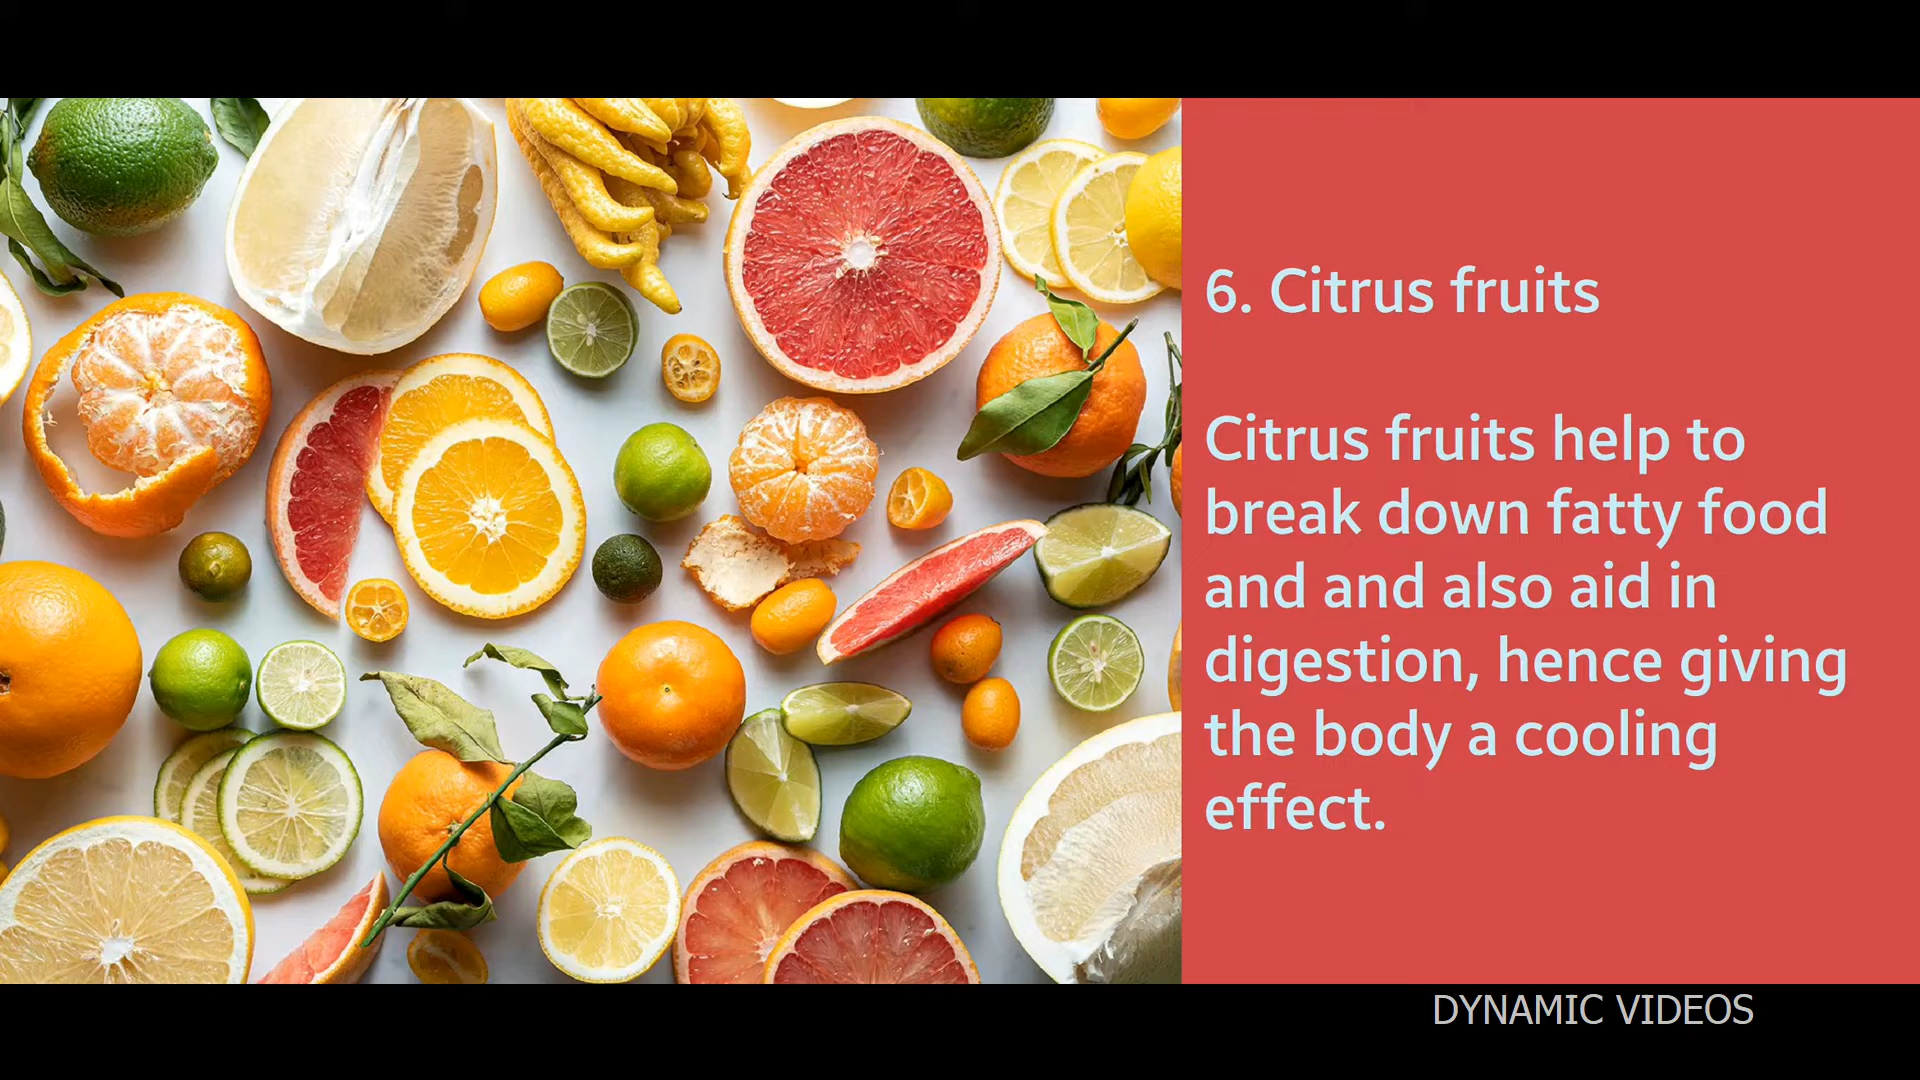 6. Citrus fruits
Citrus fruits help to
break down fatty food
and and also aid in
digestion, hence giving
the body a cooling
effect.
DYNAMIC VIDEOS